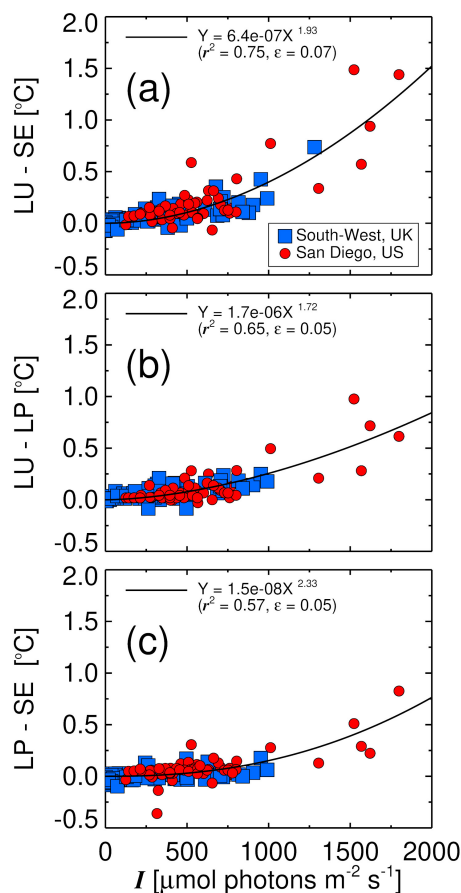 Y = 6.4e-07X 1.93
(r2 = 0.75, ε = 0.07)
2.0
1.5
1.0
0.5
0.0
-0.5
LU - SE [°C]
(a)
South-West, UK
San Diego, US
Y = 1.7e-06X 1.72
(r2 = 0.65, ε = 0.05)
2.0
1.5
1.0
0.5
0.0
-0.5
LU - LP [°C]
(b)
Y = 1.5e-08X 2.33
(r2 = 0.57, ε = 0.05)
2.0
1.5
1.0
0.5
0.0
-0.5
LP - SE [°C]
(c)
0 500 1000 1500 2000
I [μmol photons m-2 s-1]